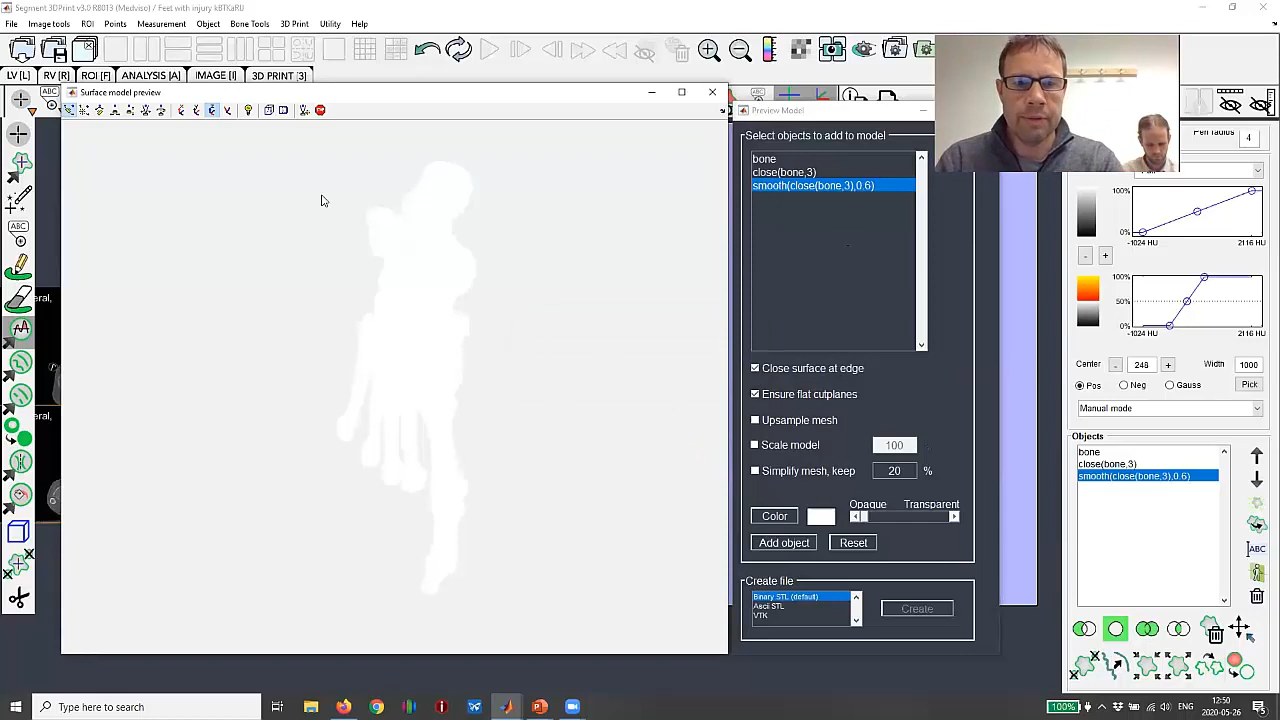 Segment 3DPrint v3.0 R8013 (Medviso) / Feet with injury kBTKaRU
File Image tools ROI Points Measurement Object Bone Tools 3D Print Utility Help
LV [L] RV [R] ROI [F] ANALYSIS [A] IMAGE [I] 3D PRINT [3]
ABC
Surface model preview
Preview Model
Select objects to add to model
bone
close(bone,3)
smooth(close(bone,3),0.6)
Close surface at edge
Ensure flat cutplanes
Upsample mesh
Scale model 100
Simplify mesh, keep 20 %
Opaque Transparent
Color
Add object Reset
Create file
Binary STL (default)
Ascii STL
VTK
Create
Pen radius 4
100%
0%
-1024 HU 2116 HU
- +
100%
50%
0%
-1024 HU 2116 HU
Center - 248 + Width 1000
Pos Neg Gauss Pick
Manual mode
Objects
bone
close(bone,3)
smooth(close(bone,3),0.6)
ABC
ABC
Type here to search
100% ENG 12:50
2020-05-26